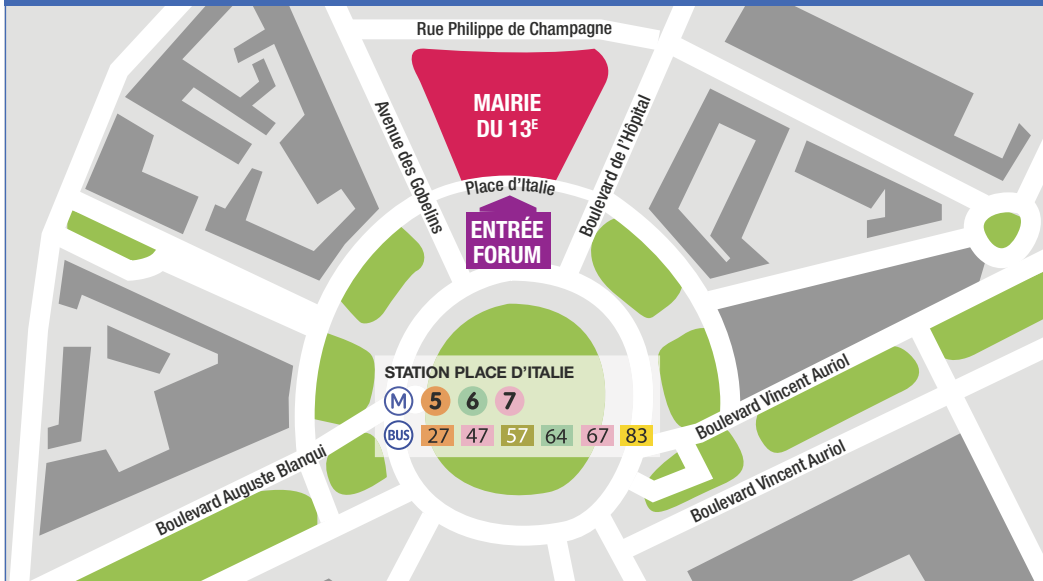 Rue Philippe de Champagne
MAIRIE
DU 13E
Avenue des Gobelins
Boulevard de l'Hôpital
Place d'Italie
ENTRÉE
FORUM
STATION PLACE D'ITALIE
M 5 6 7
BUS 27 47 57 64 67 83
Boulevard Vincent Auriol
Boulevard Auguste Blanqui
Boulevard Vincent Auriol